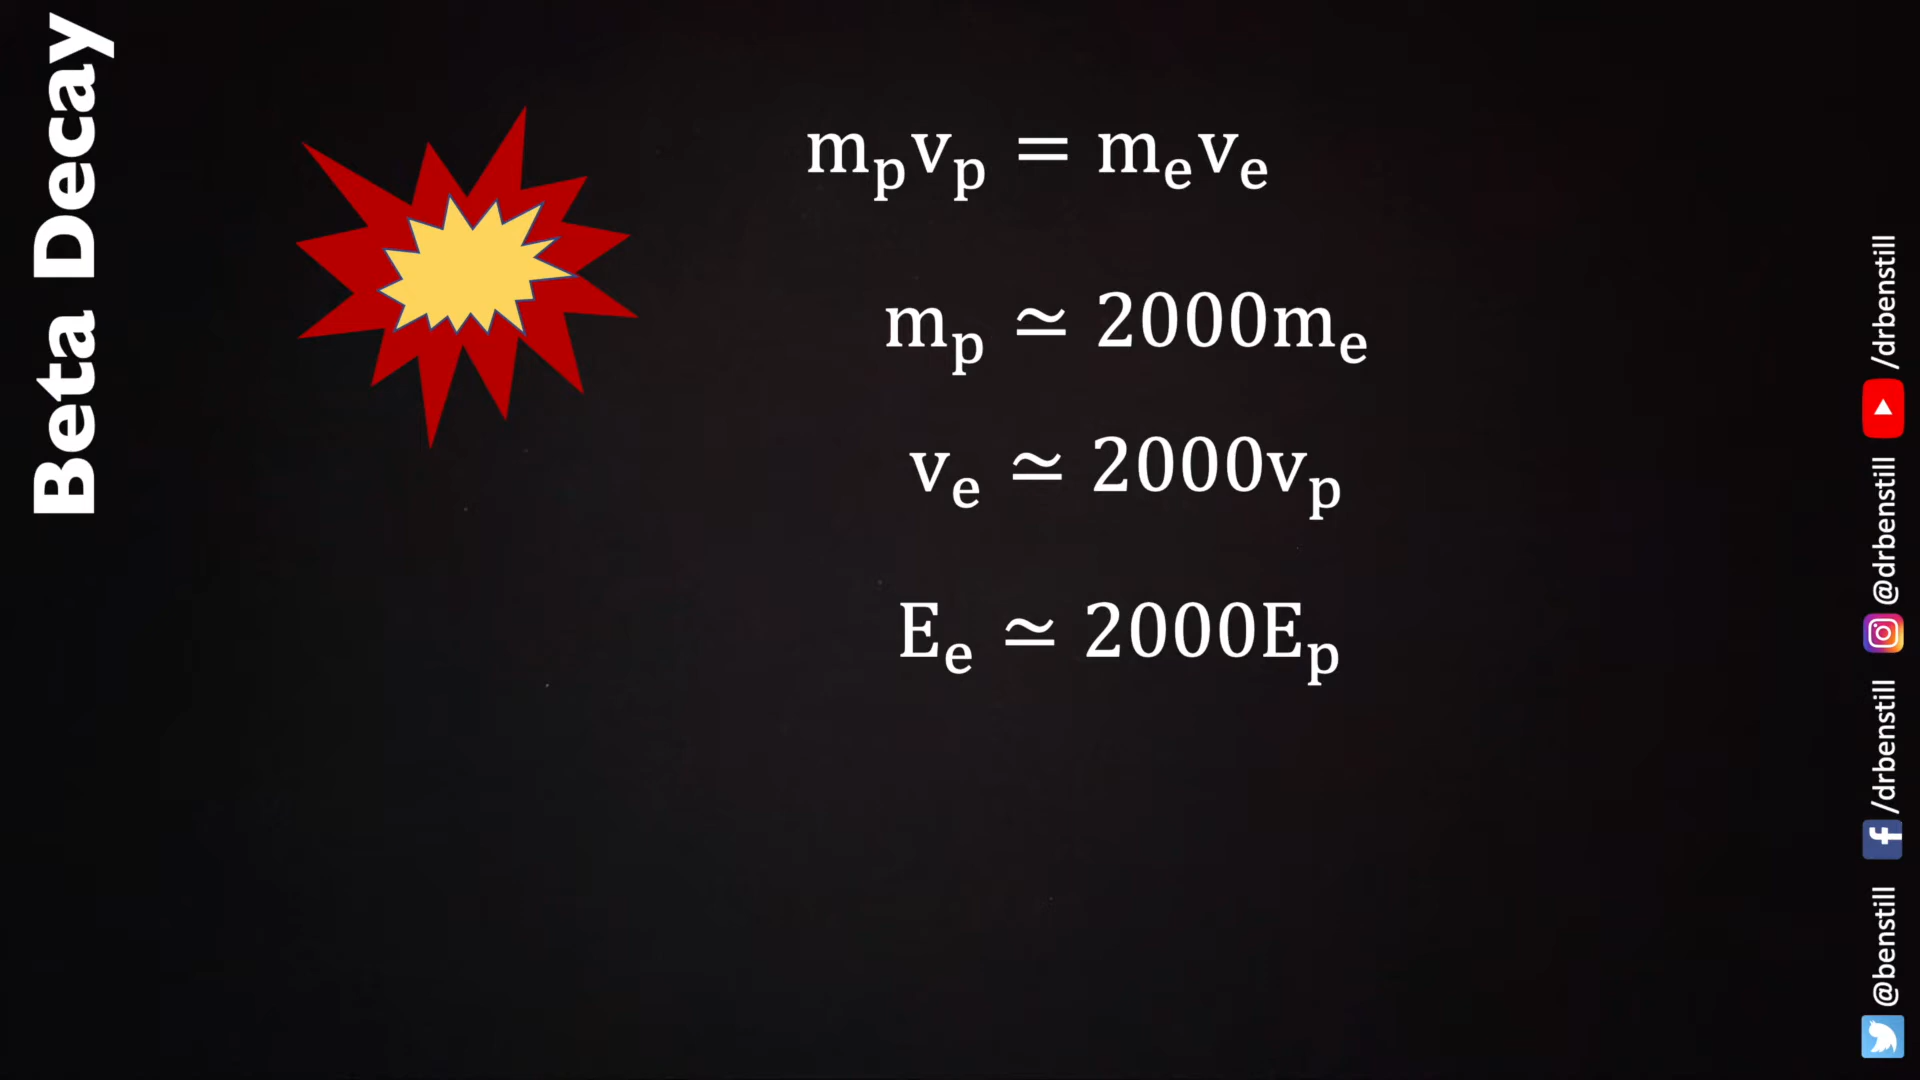 Beta Decay
mₚvₚ = mₑvₑ
mₚ ≃ 2000mₑ
vₑ ≃ 2000vₚ
Eₑ ≃ 2000Eₚ
/drbenstill
@drbenstill
/drbenstill
@benstill